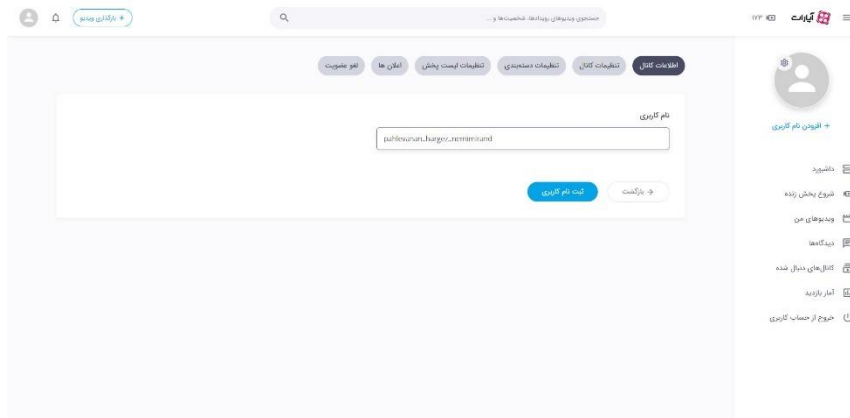 آپارات
۱۷۳
جستجوی ویدیوهای رویدادها، شخصیت‌ها و ...
+ بارگذاری ویدیو
اطلاعات کانال
تنظیمات کانال
تنظیمات دسته‌بندی
تنظیمات لیست پخش
اعلان ها
لغو عضویت
نام کاربری
ثبت نام کاربری
بازگشت
+ افزودن نام کاربری
داشبورد
شروع پخش زنده
ویدیوهای من
دیدگاه‌ها
کانال‌های دنبال شده
آمار بازدید
خروج از حساب کاربری